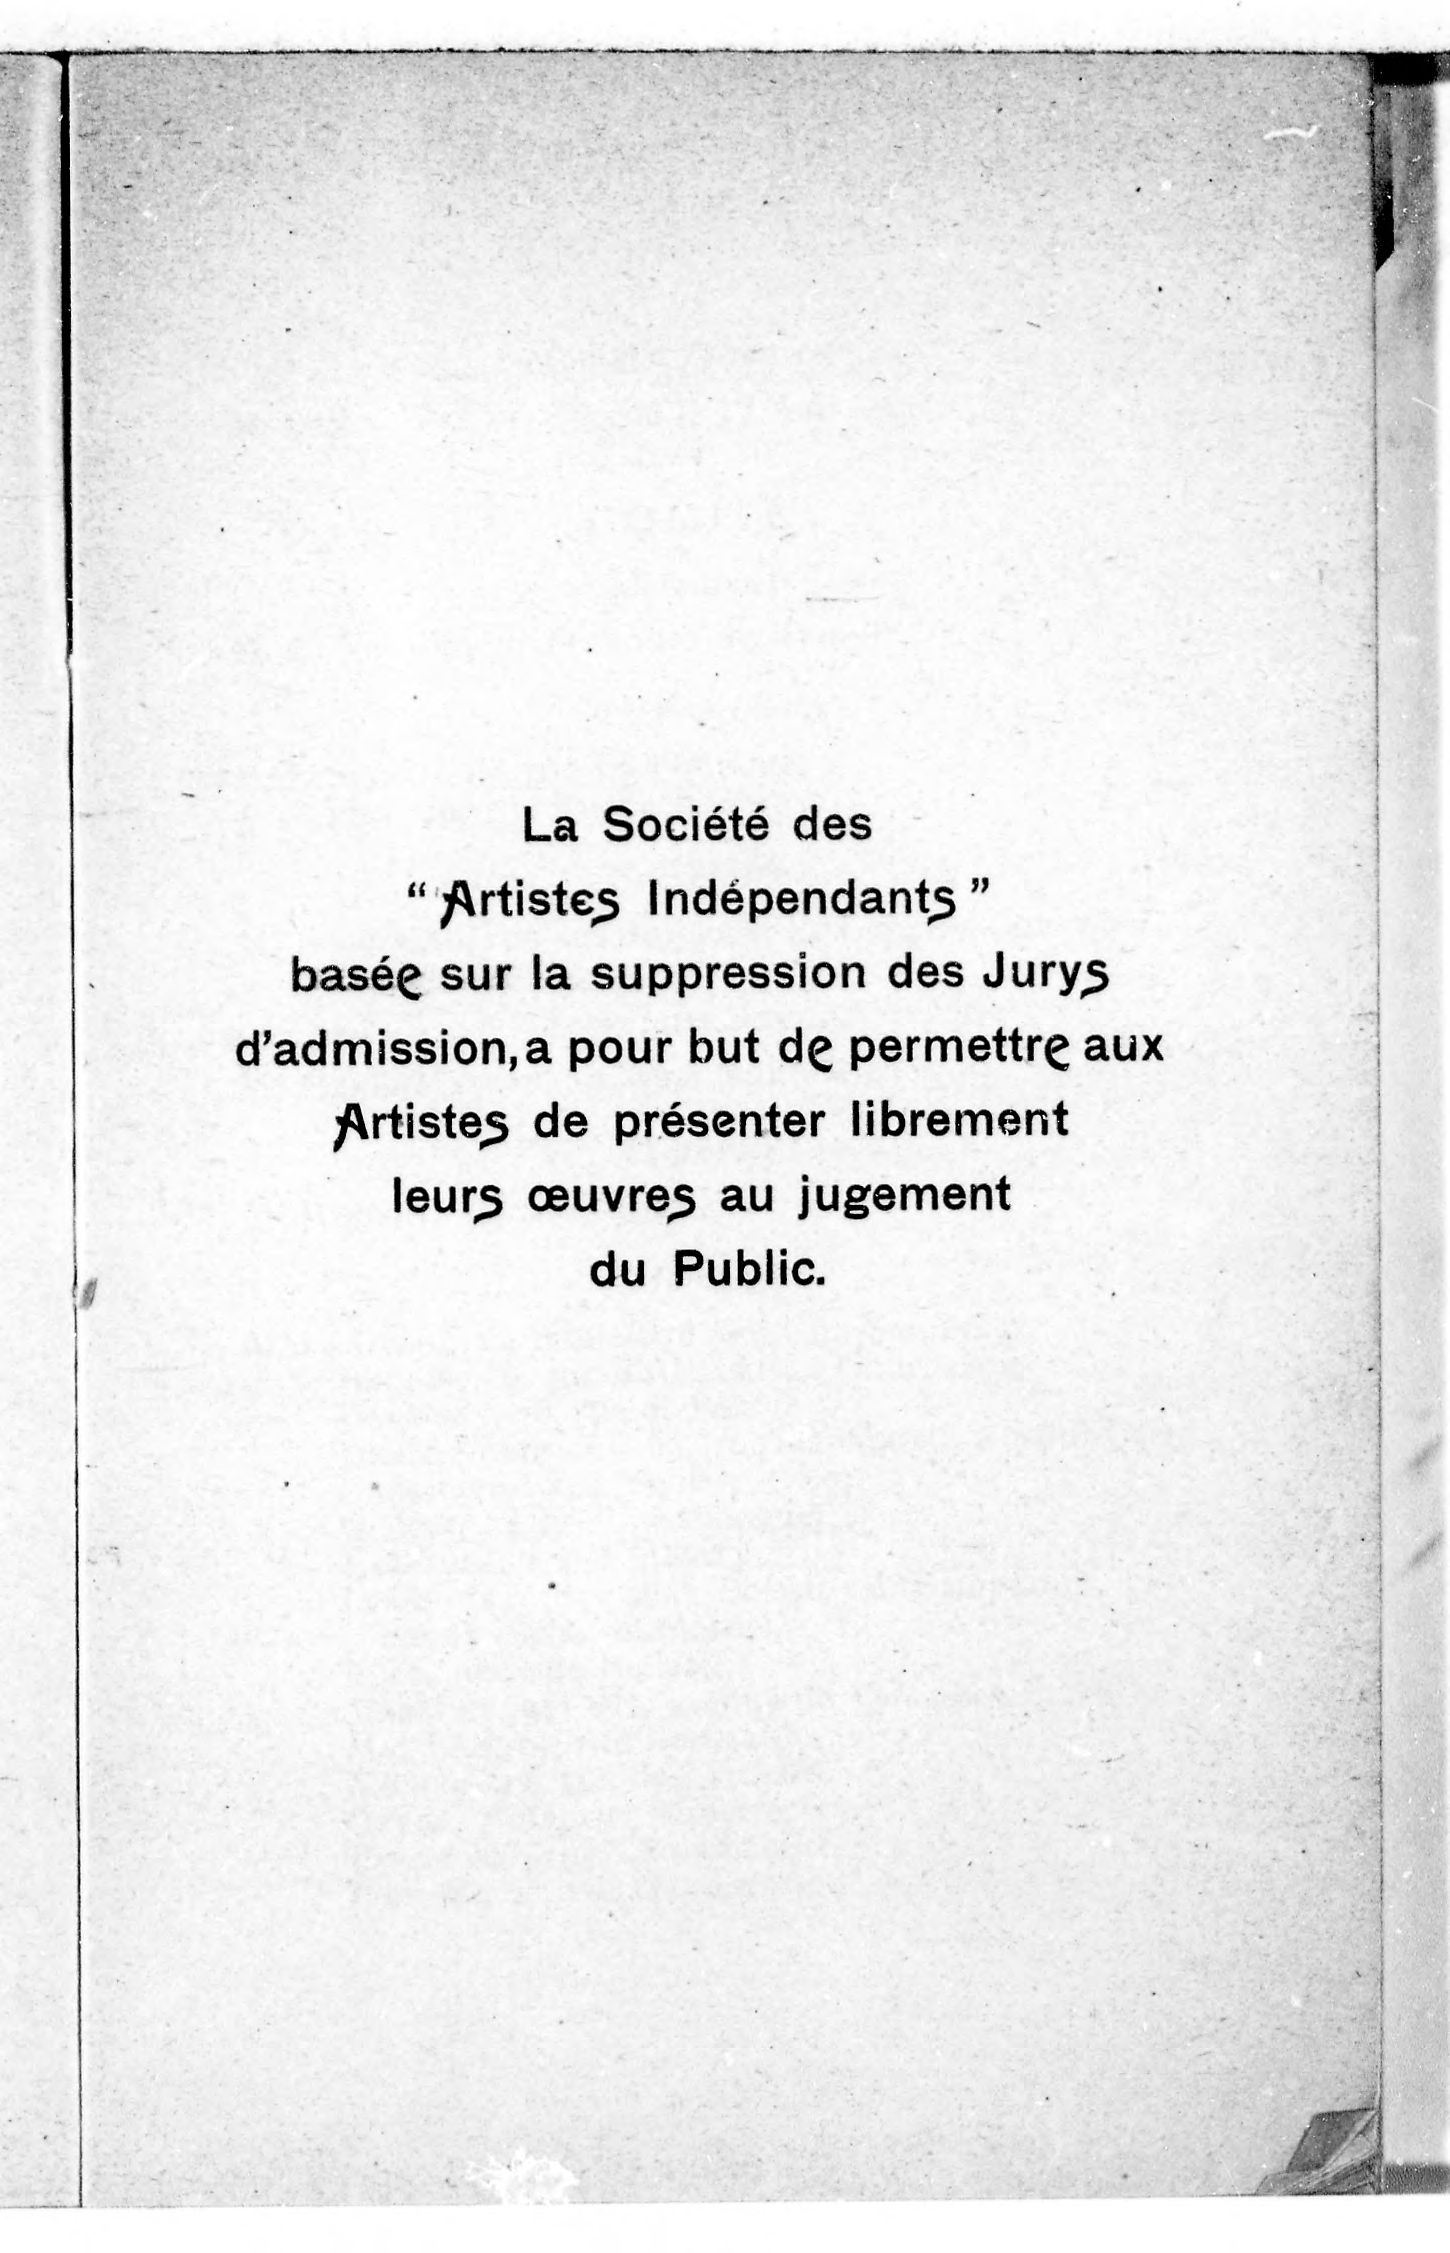 La Société des
“ Artistes Indépendants ”
basée sur la suppression des Jurys
d’admission, a pour but de permettre aux
Artistes de présenter librement
leurs œuvres au jugement
du Public.